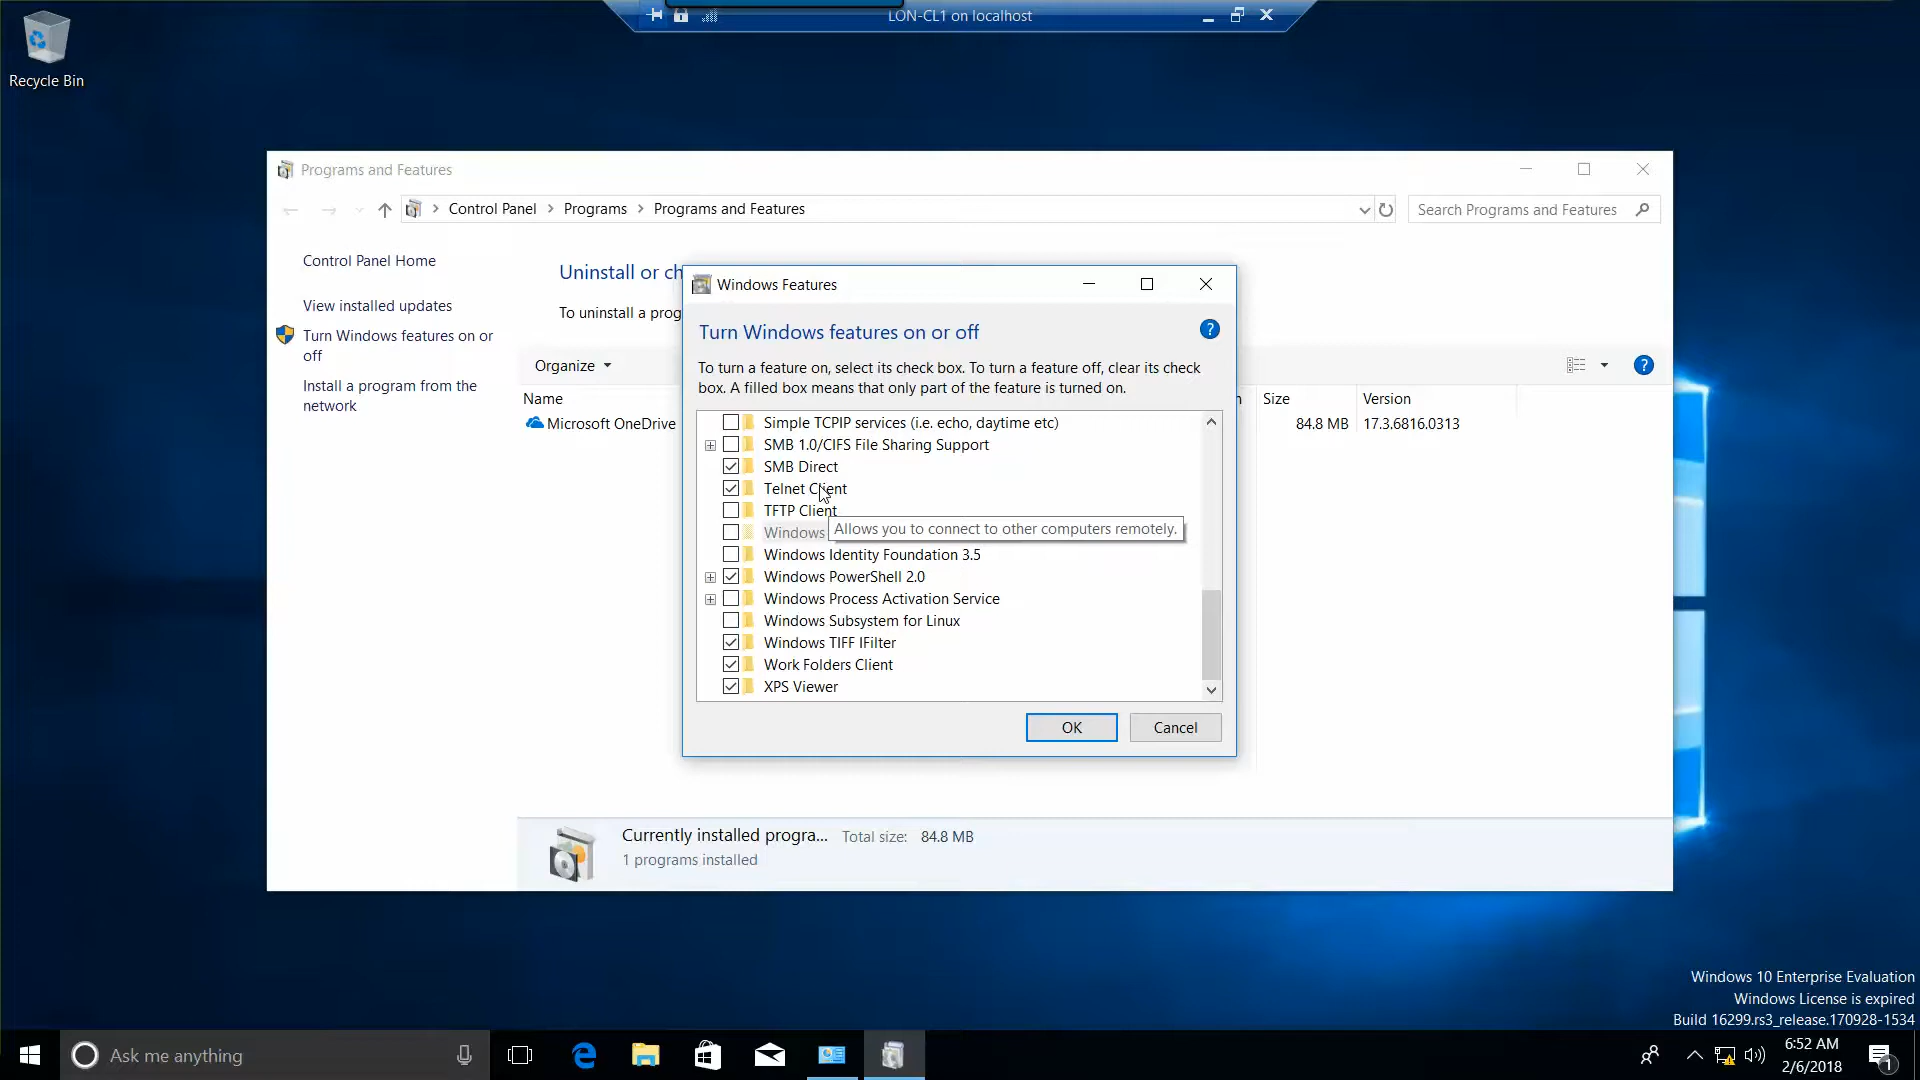 LON-CL1 on localhost
Recycle Bin
Programs and Features
Control Panel
Programs
Programs and Features
Search Programs and Features
Control Panel Home
View installed updates
Turn Windows features on or
off
Install a program from the
network
Uninstall or ch
To uninstall a prog
Organize
Name
Size
Version
Microsoft OneDrive
84.8 MB
17.3.6816.0313
Windows Features
Turn Windows features on or off
To turn a feature on, select its check box. To turn a feature off, clear its check
box. A filled box means that only part of the feature is turned on.
Simple TCPIP services (i.e. echo, daytime etc)
SMB 1.0/CIFS File Sharing Support
SMB Direct
Telnet Client
TFTP Client
Windows
Allows you to connect to other computers remotely.
Windows Identity Foundation 3.5
Windows PowerShell 2.0
Windows Process Activation Service
Windows Subsystem for Linux
Windows TIFF IFilter
Work Folders Client
XPS Viewer
OK
Cancel
Currently installed progra...
Total size:
84.8 MB
1 programs installed
Windows 10 Enterprise Evaluation
Windows License is expired
Build 16299.rs3_release.170928-1534
Ask me anything
6:52 AM
2/6/2018
1